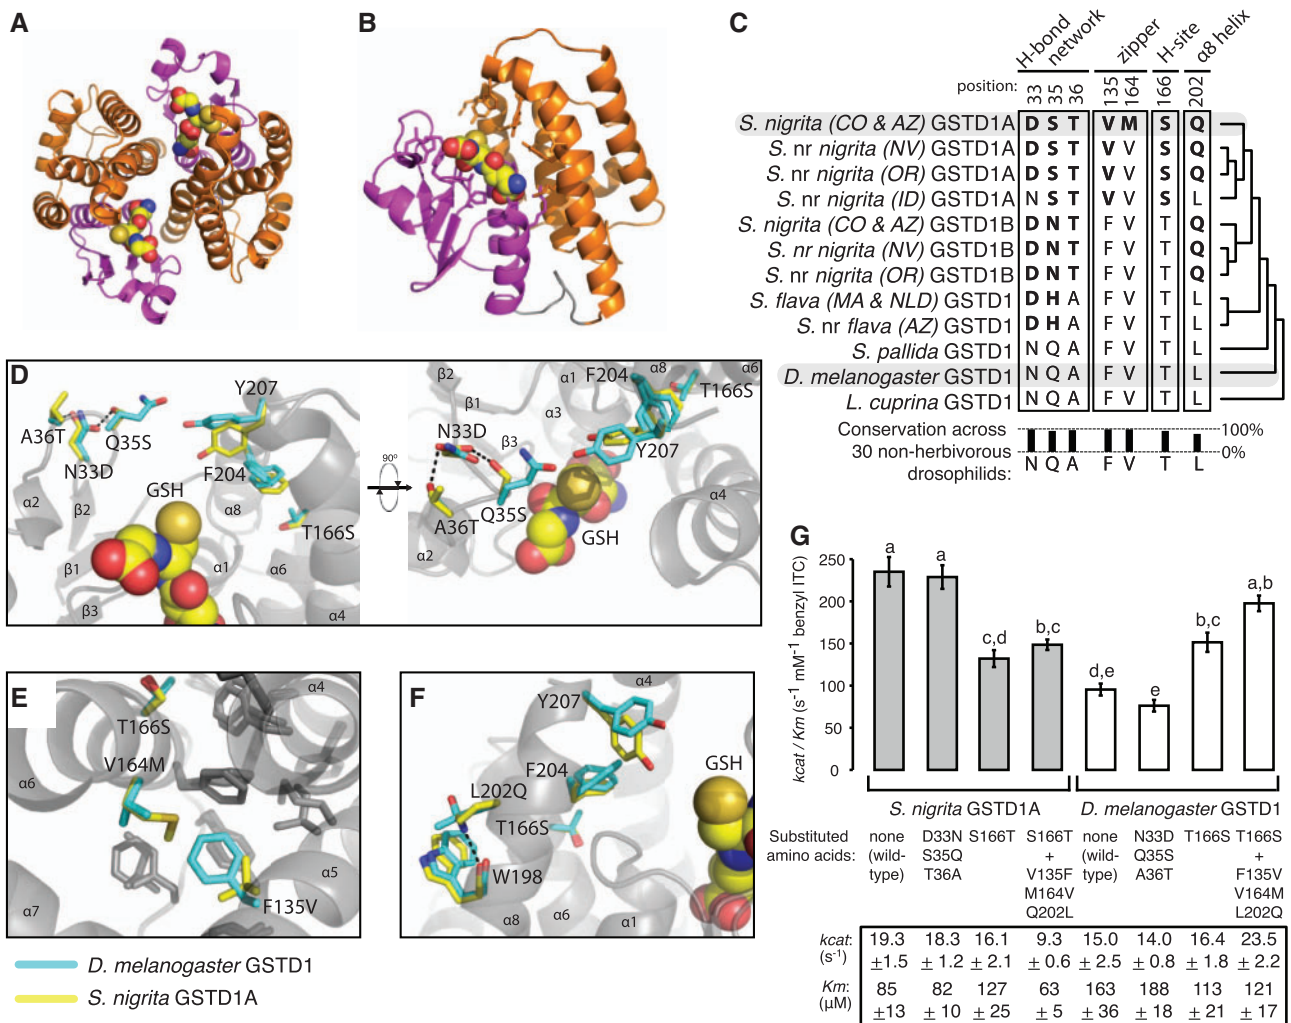 A
B
C
H-bond
network
zipper
H-site
α8 helix
position: 33 35 36 135 164 166 202
S. nigrita (CO & AZ) GSTD1A D S T V M S Q
S. nr nigrita (NV) GSTD1A D S T V V S Q
S. nr nigrita (OR) GSTD1A D S T V V S Q
S. nr nigrita (ID) GSTD1A N S T V V S L
S. nigrita (CO & AZ) GSTD1B D N T F V T Q
S. nr nigrita (NV) GSTD1B D N T F V T Q
S. nr nigrita (OR) GSTD1B D N T F V T Q
S. flava (MA & NLD) GSTD1 D H A F V T L
S. nr flava (AZ) GSTD1 D H A F V T L
S. pallida GSTD1 N Q A F V T L
D. melanogaster GSTD1 N Q A F V T L
L. cuprina GSTD1 N Q A F V T L
Conservation across 100%
30 non-herbivorous 0%
drosophilids: N Q A F V T L
D
Y207
A36T
Q35S
N33D
F204
GSH
α2
β2
α8
T166S
β1
α1
α6
β3
α4
90º
β2
α1
F204
α8
α6
T166S
β1
α3
N33D
β3
Y207
A36T
Q35S
α4
α2
GSH
E
α4
T166S
V164M
α6
α5
α7
F135V
F
α4
Y207
GSH
F204
L202Q
T166S
W198
α8
α6
α1
D. melanogaster GSTD1
S. nigrita GSTD1A
G
kcat / Km (s-1 mM-1 benzyl ITC)
250
200
150
100
50
0
a
a
c,d
b,c
d,e
e
b,c
a,b
S. nigrita GSTD1A D. melanogaster GSTD1
Substituted none D33N S166T S166T none N33D T166S T166S
amino acids: (wild- S35Q + (wild- Q35S +
type) T36A V135F type) A36T F135V
M164V V164M
Q202L L202Q
kcat: 19.3 18.3 16.1 9.3 15.0 14.0 16.4 23.5
(s-1) ±1.5 ± 1.2 ± 2.1 ± 0.6 ± 2.5 ± 0.8 ± 1.8 ± 2.2
Km: 85 82 127 63 163 188 113 121
(μM) ±13 ± 10 ± 25 ± 5 ± 36 ± 18 ± 21 ± 17